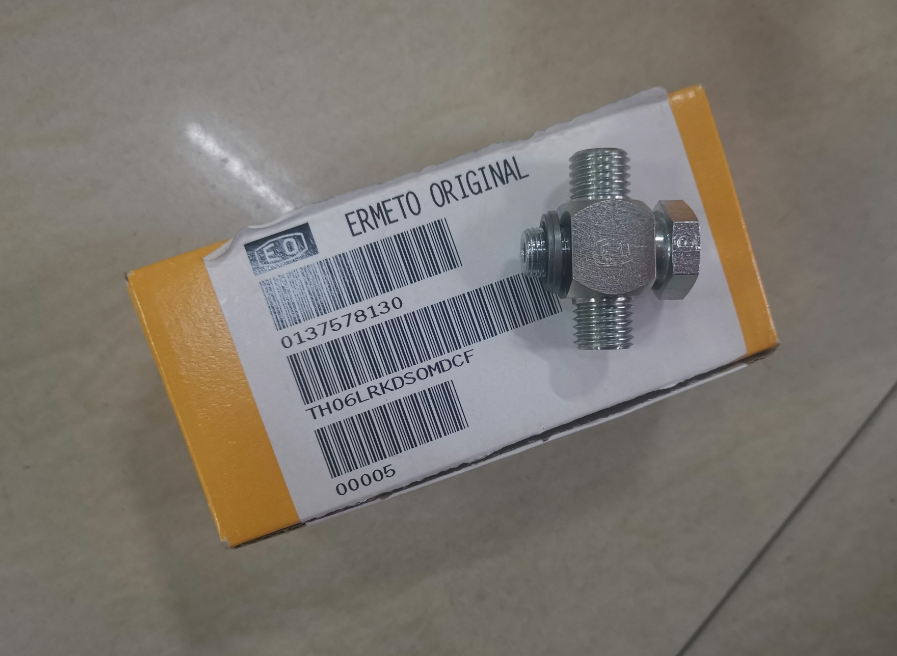 EO
ERMETO ORIGINAL
0137578130
TH06LRKDSOMDCF
00005